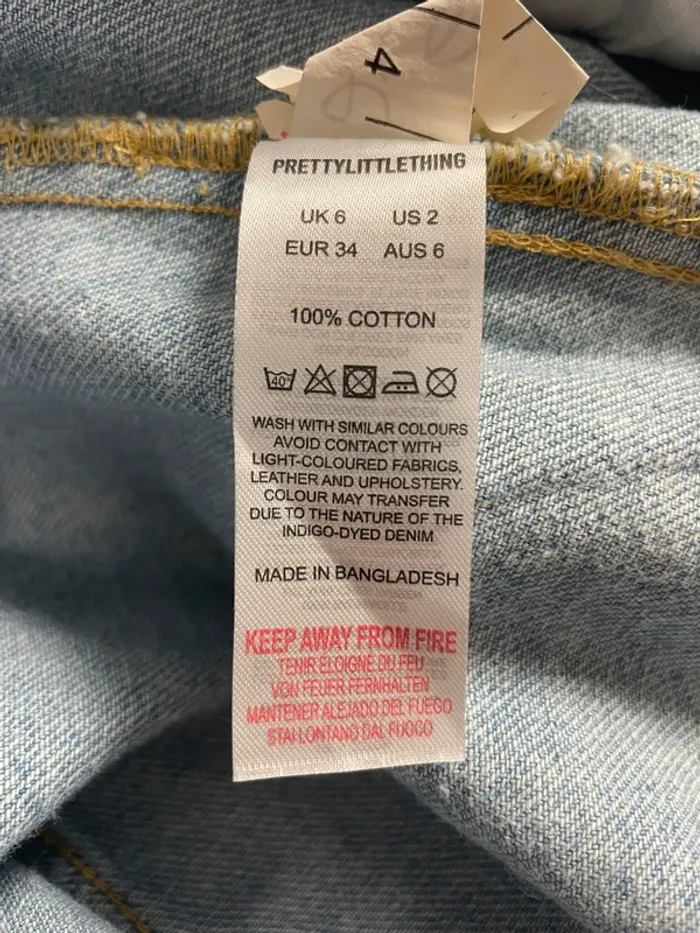 4
PRETTYLITTLETHING
UK 6 US 2
EUR 34 AUS 6
100% COTTON
40°
WASH WITH SIMILAR COLOURS
AVOID CONTACT WITH
LIGHT-COLOURED FABRICS,
LEATHER AND UPHOLSTERY.
COLOUR MAY TRANSFER
DUE TO THE NATURE OF THE
INDIGO-DYED DENIM
MADE IN BANGLADESH
KEEP AWAY FROM FIRE
TENIR ELOIGNE DU FEU
VON FEUER FERNHALTEN
MANTENER ALEJADO DEL FUEGO
STAI LONTANO DAL FUOCO